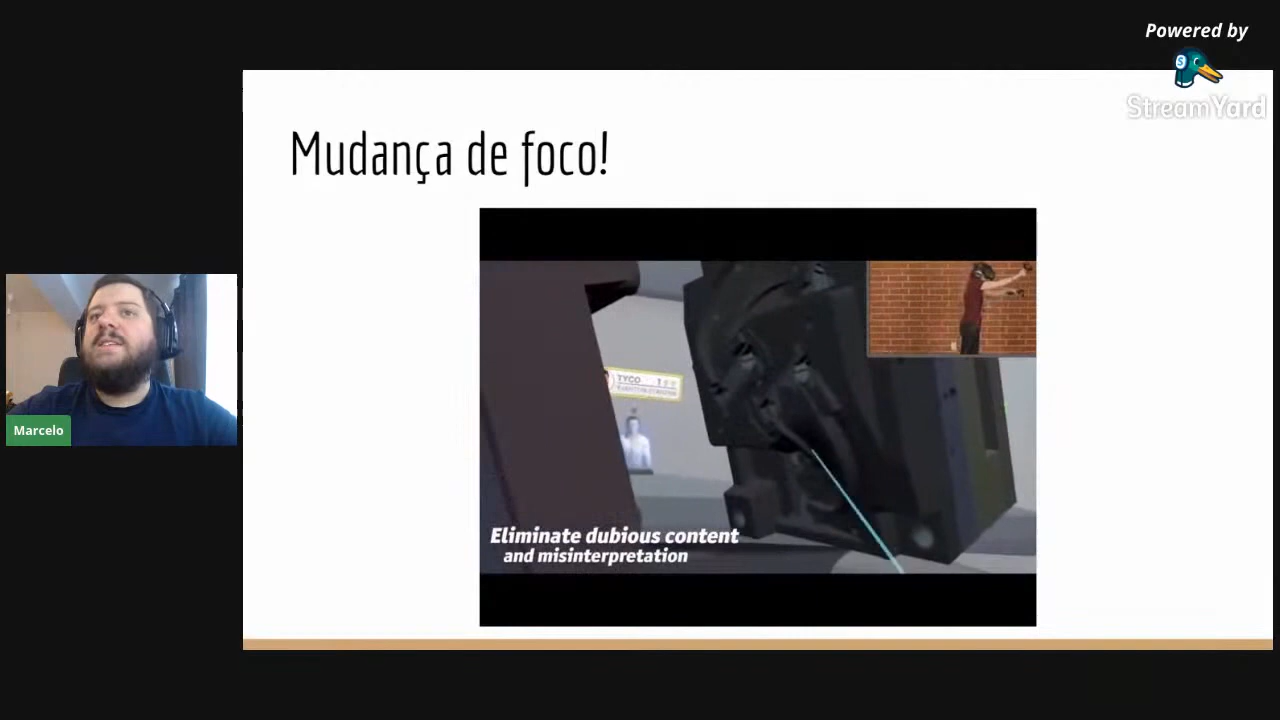 Powered by
StreamYard
Mudança de foco!
TYCO
Eliminate dubious content
and misinterpretation
Marcelo